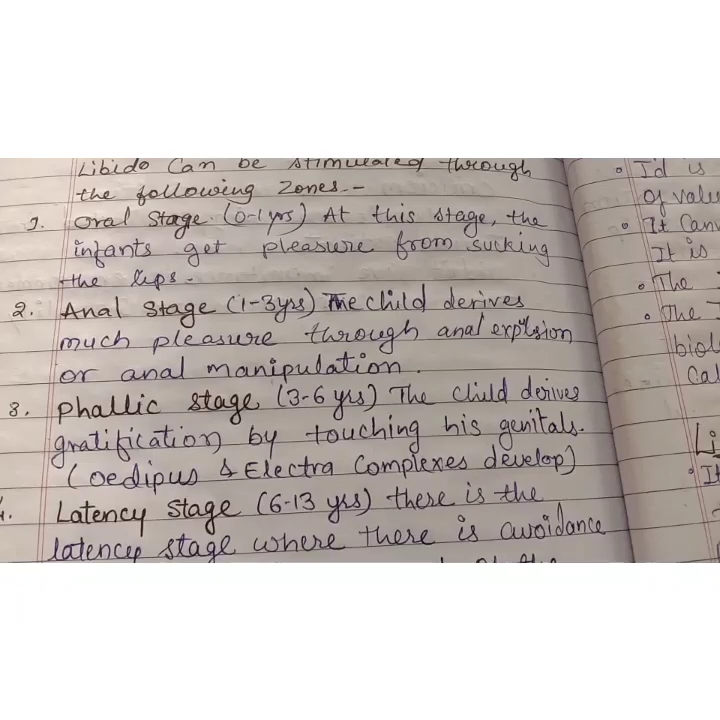 Libido Can be stimulated through
the following zones.-
1. Oral Stage. (0-1 yrs) At this stage, the
infants get pleasure from sucking
the lips.
2. Anal Stage (1-3yrs) The child derives
much pleasure through anal explsion
or anal manipulation.
3. Phallic stage (3-6 yrs) The child derives
gratification by touching his genitals.
(Oedipus & Electra Complexes develop)
4. Latency Stage (6-13 yrs) there is the
latency stage where there is avoidance
• Id is
of valu
• It Can
It is
• The
• The
biol
Cal
• It